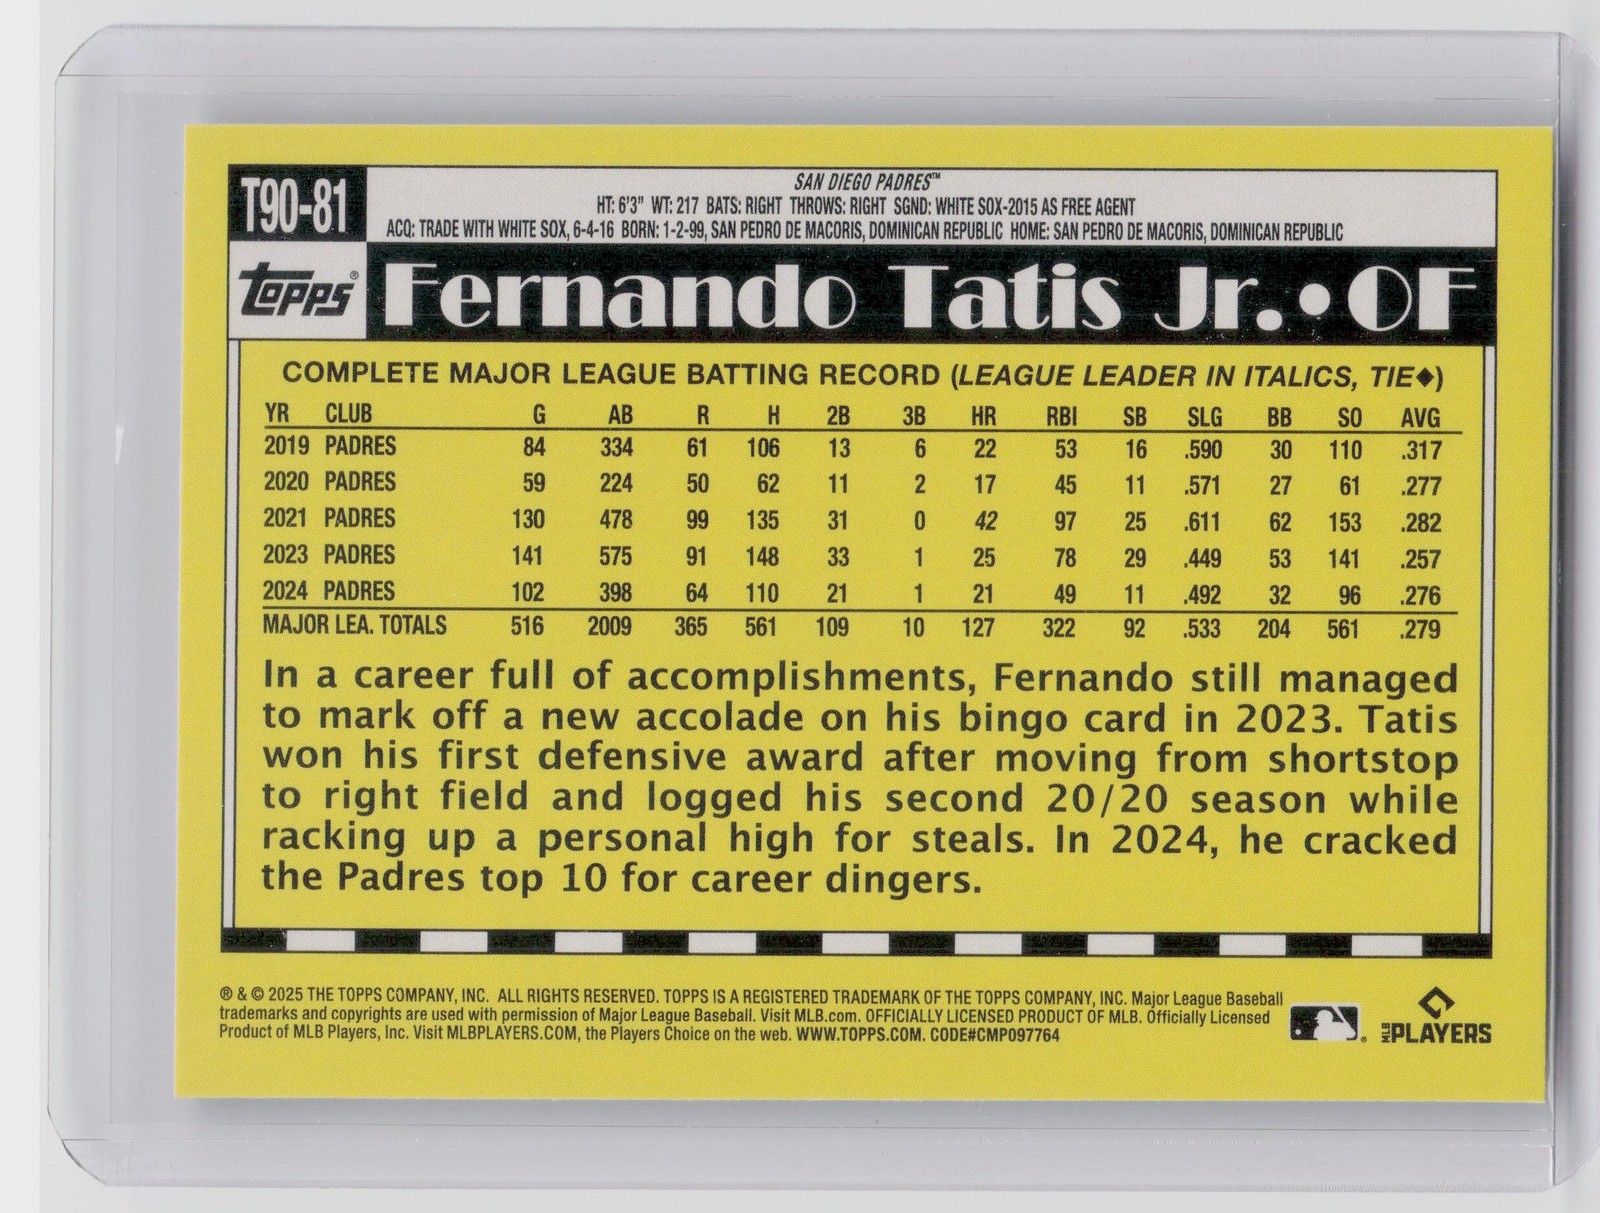 T90-81
SAN DIEGO PADRES™
HT: 6'3" WT: 217 BATS: RIGHT THROWS: RIGHT SGND: WHITE SOX-2015 AS FREE AGENT
ACQ: TRADE WITH WHITE SOX, 6-4-16 BORN: 1-2-99, SAN PEDRO DE MACORIS, DOMINICAN REPUBLIC HOME: SAN PEDRO DE MACORIS, DOMINICAN REPUBLIC
topps®
Fernando Tatis Jr. • OF
COMPLETE MAJOR LEAGUE BATTING RECORD (LEAGUE LEADER IN ITALICS, TIE◆)
YR CLUB G AB R H 2B 3B HR RBI SB SLG BB SO AVG
2019 PADRES 84 334 61 106 13 6 22 53 16 .590 30 110 .317
2020 PADRES 59 224 50 62 11 2 17 45 11 .571 27 61 .277
2021 PADRES 130 478 99 135 31 0 42 97 25 .611 62 153 .282
2023 PADRES 141 575 91 148 33 1 25 78 29 .449 53 141 .257
2024 PADRES 102 398 64 110 21 1 21 49 11 .492 32 96 .276
MAJOR LEA. TOTALS 516 2009 365 561 109 10 127 322 92 .533 204 561 .279
In a career full of accomplishments, Fernando still managed
to mark off a new accolade on his bingo card in 2023. Tatis
won his first defensive award after moving from shortstop
to right field and logged his second 20/20 season while
racking up a personal high for steals. In 2024, he cracked
the Padres top 10 for career dingers.
® & © 2025 THE TOPPS COMPANY, INC. ALL RIGHTS RESERVED. TOPPS IS A REGISTERED TRADEMARK OF THE TOPPS COMPANY, INC. Major League Baseball
trademarks and copyrights are used with permission of Major League Baseball. Visit MLB.com. OFFICIALLY LICENSED PRODUCT OF MLB. Officially Licensed
Product of MLB Players, Inc. Visit MLBPLAYERS.COM, the Players Choice on the web. WWW.TOPPS.COM. CODE#CMP097764
MLB PLAYERS